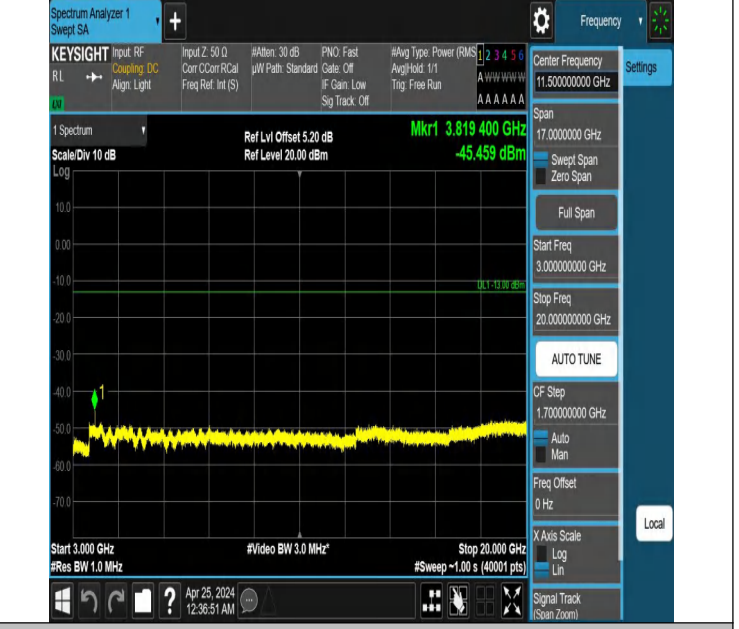 Spectrum Analyzer 1
Swept SA
+
Frequency
KEYSIGHT Input: RF Input Z: 50 Ω #Atten: 30 dB PNO: Fast #Avg Type: Power (RMS 1 2 3 4 5 6
RL Coupling: DC Corr CCorr RCal µW Path: Standard Gate: Off Avg|Hold: 1/1 A W W W W W
Align: Light Freq Ref: Int (S) IF Gain: Low Trig: Free Run
Sig Track: Off A A A A A A
LXI
1 Spectrum
Scale/Div 10 dB
Ref Lvl Offset 5.20 dB
Ref Level 20.00 dBm
Mkr1 3.819 400 GHz
-45.459 dBm
Log
10.0
0.00
-10.0
DL1 -13.00 dBm
-20.0
-30.0
-40.0
1
-50.0
-60.0
-70.0
Start 3.000 GHz #Video BW 3.0 MHz* Stop 20.000 GHz
#Res BW 1.0 MHz #Sweep ~1.00 s (40001 pts)
Apr 25, 2024
12:36:51 AM
Center Frequency
11.500000000 GHz
Settings
Span
17.0000000 GHz
Swept Span
Zero Span
Full Span
Start Freq
3.000000000 GHz
Stop Freq
20.000000000 GHz
AUTO TUNE
CF Step
1.700000000 GHz
Auto
Man
Freq Offset
0 Hz
X Axis Scale
Log
Lin
Local
Signal Track
(Span Zoom)